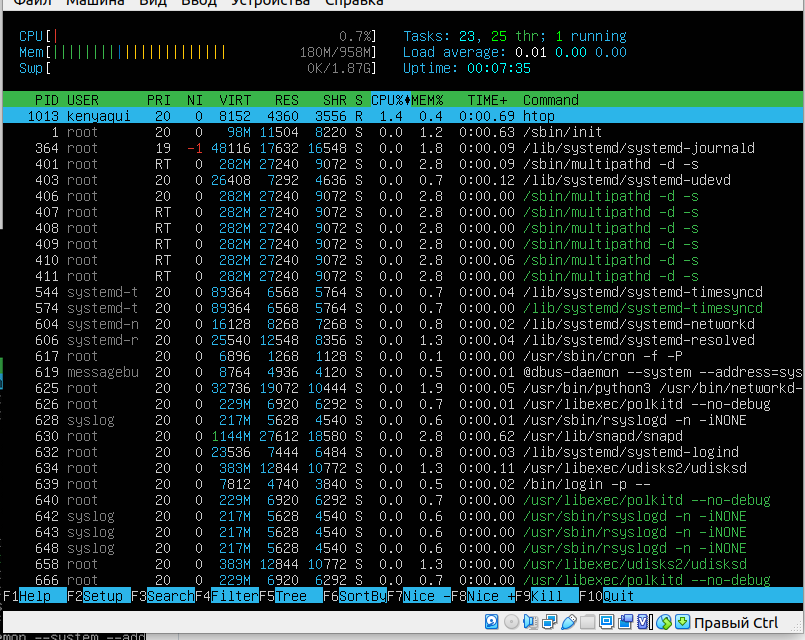 Файл Машина Вид Ввод Устройства Справка
CPU[| 0.7%] Tasks: 23, 25 thr; 1 running
Mem[||||||||||||||||||||||| 180M/958M] Load average: 0.01 0.00 0.00
Swp[ 0K/1.87G] Uptime: 00:07:35
PID USER PRI NI VIRT RES SHR S CPU% MEM% TIME+ Command
1013 kenyaqui 20 0 8152 4360 3556 R 1.4 0.4 0:00.69 htop
1 root 20 0 98M 11504 8220 S 0.0 1.2 0:00.63 /sbin/init
364 root 19 -1 48116 17632 16548 S 0.0 1.8 0:00.09 /lib/systemd/systemd-journald
401 root RT 0 282M 27240 9072 S 0.0 2.8 0:00.09 /sbin/multipathd -d -s
403 root 20 0 26408 7292 4636 S 0.0 0.7 0:00.12 /lib/systemd/systemd-udevd
406 root 20 0 282M 27240 9072 S 0.0 2.8 0:00.00 /sbin/multipathd -d -s
407 root RT 0 282M 27240 9072 S 0.0 2.8 0:00.00 /sbin/multipathd -d -s
408 root RT 0 282M 27240 9072 S 0.0 2.8 0:00.00 /sbin/multipathd -d -s
409 root RT 0 282M 27240 9072 S 0.0 2.8 0:00.00 /sbin/multipathd -d -s
410 root RT 0 282M 27240 9072 S 0.0 2.8 0:00.06 /sbin/multipathd -d -s
411 root RT 0 282M 27240 9072 S 0.0 2.8 0:00.00 /sbin/multipathd -d -s
544 systemd-t 20 0 89364 6568 5764 S 0.0 0.7 0:00.04 /lib/systemd/systemd-timesyncd
574 systemd-t 20 0 89364 6568 5764 S 0.0 0.7 0:00.00 /lib/systemd/systemd-timesyncd
604 systemd-n 20 0 16128 8268 7268 S 0.0 0.8 0:00.02 /lib/systemd/systemd-networkd
606 systemd-r 20 0 25540 12548 8356 S 0.0 1.3 0:00.04 /lib/systemd/systemd-resolved
617 root 20 0 6896 1268 1128 S 0.0 0.1 0:00.00 /usr/sbin/cron -f -P
619 messagebu 20 0 8764 4936 4120 S 0.0 0.5 0:00.01 @dbus-daemon --system --address=sys
625 root 20 0 32736 19072 10444 S 0.0 1.9 0:00.05 /usr/bin/python3 /usr/bin/networkd-
626 root 20 0 229M 6920 6292 S 0.0 0.7 0:00.01 /usr/libexec/polkitd --no-debug
628 syslog 20 0 217M 5628 4540 S 0.0 0.6 0:00.01 /usr/sbin/rsyslogd -n -iNONE
630 root 20 0 1144M 27612 18580 S 0.0 2.8 0:00.62 /usr/lib/snapd/snapd
632 root 20 0 23536 7444 6484 S 0.0 0.8 0:00.03 /lib/systemd/systemd-logind
634 root 20 0 383M 12844 10772 S 0.0 1.3 0:00.11 /usr/libexec/udisks2/udisksd
639 root 20 0 7812 4740 3840 S 0.0 0.5 0:00.02 /bin/login -p --
640 root 20 0 229M 6920 6292 S 0.0 0.7 0:00.00 /usr/libexec/polkitd --no-debug
642 syslog 20 0 217M 5628 4540 S 0.0 0.6 0:00.00 /usr/sbin/rsyslogd -n -iNONE
643 syslog 20 0 217M 5628 4540 S 0.0 0.6 0:00.00 /usr/sbin/rsyslogd -n -iNONE
648 syslog 20 0 217M 5628 4540 S 0.0 0.6 0:00.00 /usr/sbin/rsyslogd -n -iNONE
658 root 20 0 383M 12844 10772 S 0.0 1.3 0:00.00 /usr/libexec/udisks2/udisksd
666 root 20 0 229M 6920 6292 S 0.0 0.7 0:00.00 /usr/libexec/polkitd --no-debug
F1Help F2Setup F3SearchF4FilterF5Tree F6SortByF7Nice -F8Nice +F9Kill F10Quit
Правый Ctrl
emon --system --add